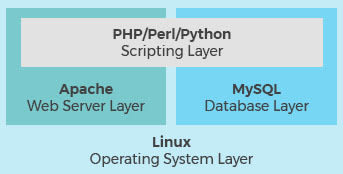 PHP/Perl/Python
Scripting Layer
Apache
Web Server Layer
MySQL
Database Layer
Linux
Operating System Layer